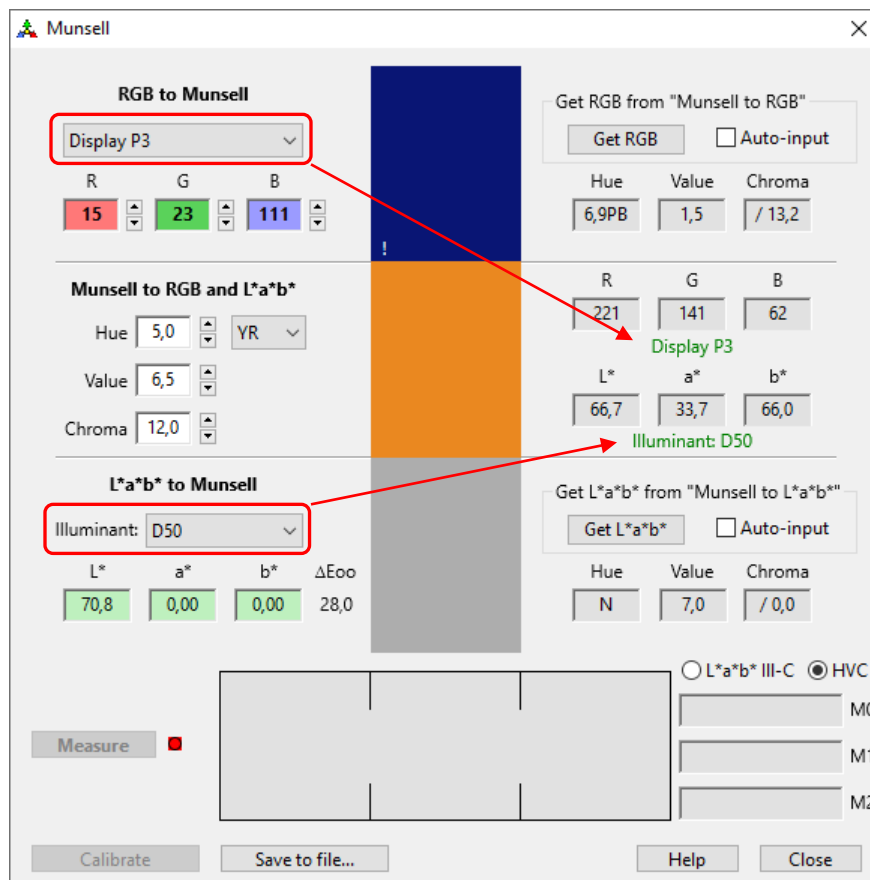 Munsell
RGB to Munsell
Display P3
R G B
15 23 111
!
Get RGB from "Munsell to RGB"
Get RGB Auto-input
Hue Value Chroma
6,9PB 1,5 / 13,2
Munsell to RGB and L*a*b*
Hue 5,0 YR
Value 6,5
Chroma 12,0
R G B
221 141 62
Display P3
L* a* b*
66,7 33,7 66,0
Illuminant: D50
L*a*b* to Munsell
Illuminant: D50
L* a* b* ΔEoo
70,8 0,00 0,00 28,0
Get L*a*b* from "Munsell to L*a*b*"
Get L*a*b* Auto-input
Hue Value Chroma
N 7,0 / 0,0
L*a*b* III-C HVC
M0
Measure
M1
M2
Calibrate Save to file... Help Close